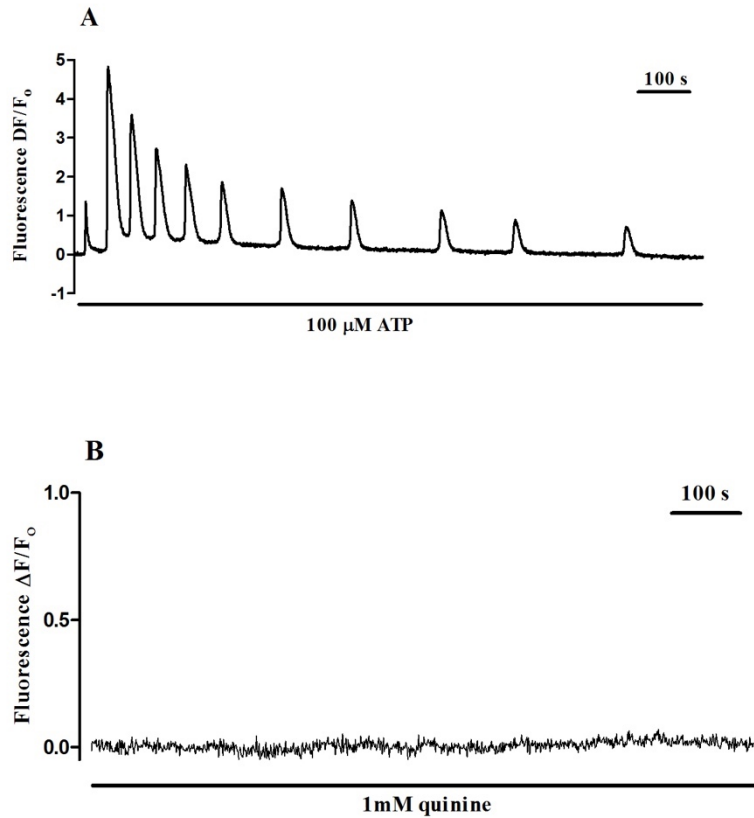 A
Fluorescence DF/Fo
5
4
3
2
1
0
-1
100 s
100 μM ATP
B
Fluorescence ΔF/Fo
1.0
0.5
0.0
100 s
1mM quinine